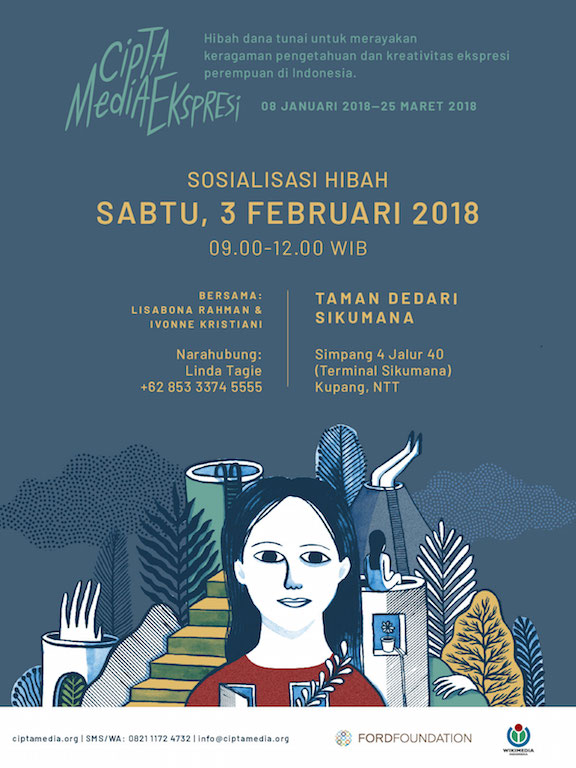 CIPTA
MEDIA EKSPRESI
Hibah dana tunai untuk merayakan
keragaman pengetahuan dan kreativitas ekspresi
perempuan di Indonesia.
08 JANUARI 2018—25 MARET 2018
SOSIALISASI HIBAH
SABTU, 3 FEBRUARI 2018
09.00-12.00 WIB
BERSAMA:
LISABONA RAHMAN &
IVONNE KRISTIANI
Narahubung:
Linda Tagie
+62 853 3374 5555
TAMAN DEDARI
SIKUMANA
Simpang 4 Jalur 40
(Terminal Sikumana)
Kupang, NTT
ciptamedia.org | SMS/WA: 0821 1172 4732 | info@ciptamedia.org
FORDFOUNDATION
WIKIMEDIA
INDONESIA